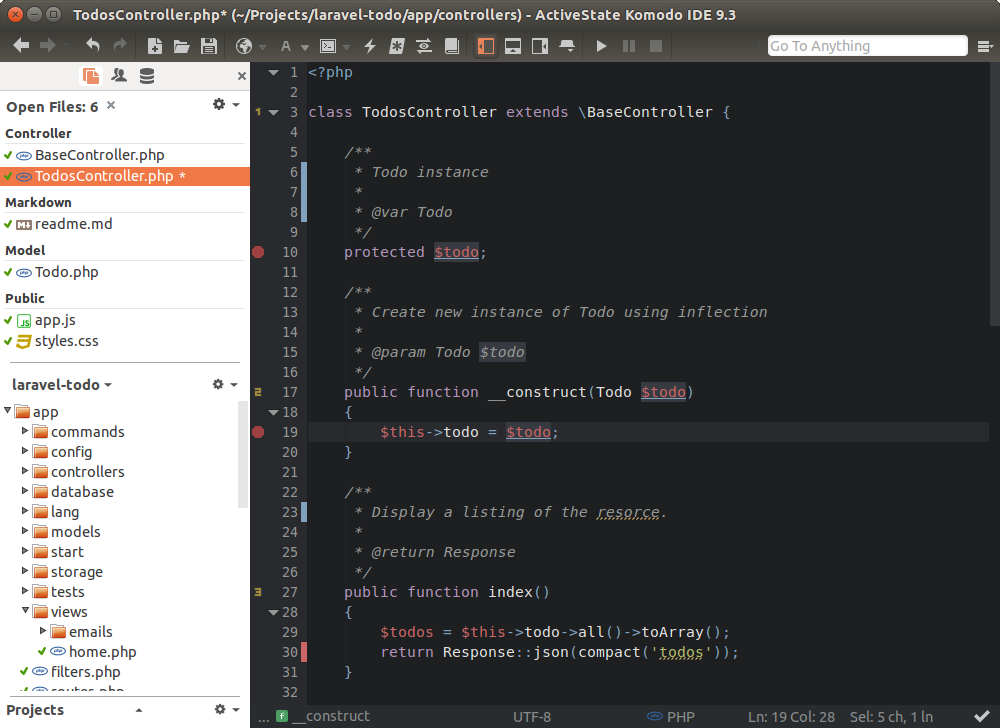 TodosController.php* (~/Projects/laravel-todo/app/controllers) - ActiveState Komodo IDE 9.3
Go To Anything
Open Files: 6
Controller
BaseController.php
TodosController.php *
Markdown
readme.md
Model
Todo.php
Public
app.js
styles.css
laravel-todo
app
commands
config
controllers
database
lang
models
start
storage
tests
views
emails
home.php
filters.php
routes.php
Projects
1 <?php
2
1 3 class TodosController extends \BaseController {
4
5 /**
6 * Todo instance
7 *
8 * @var Todo
9 */
10 protected $todo;
11
12 /**
13 * Create new instance of Todo using inflection
14 *
15 * @param Todo $todo
16 */
2 17 public function __construct(Todo $todo)
18 {
19 $this->todo = $todo;
20 }
21
22 /**
23 * Display a listing of the resorce.
24 *
25 * @return Response
26 */
3 27 public function index()
28 {
29 $todos = $this->todo->all()->toArray();
30 return Response::json(compact('todos'));
31 }
32
... f __construct UTF-8 php PHP Ln: 19 Col: 28 Sel: 5 ch, 1 ln